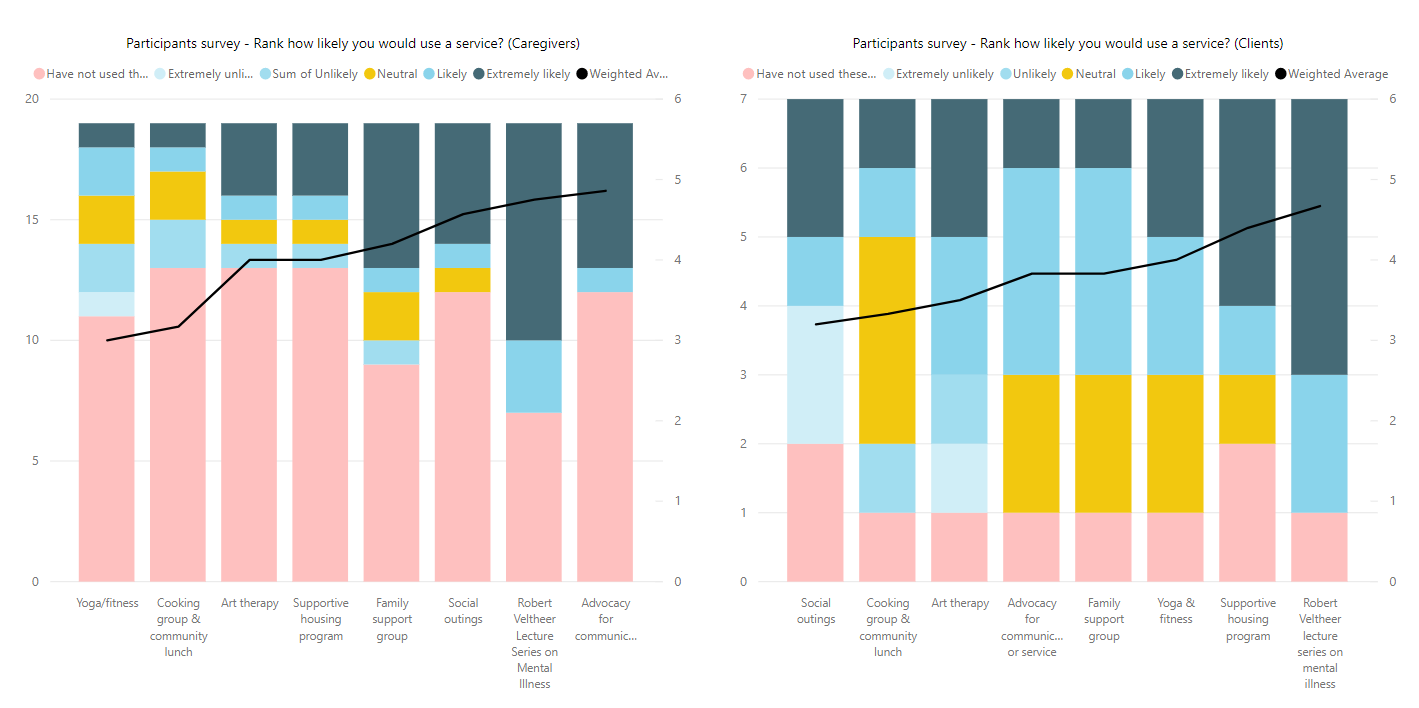 Participants survey - Rank how likely you would use a service? (Caregivers)
Have not used th... Extremely unli... Sum of Unlikely Neutral Likely Extremely likely Weighted Av...
20
15
10
5
0
6
5
4
3
2
1
0
Yoga/fitness
Cooking
group &
community
lunch
Art therapy
Supportive
housing
program
Family
support
group
Social
outings
Robert
Veltheer
Lecture
Series on
Mental
Illness
Advocacy
for
communic...
Participants survey - Rank how likely you would use a service? (Clients)
Have not used these... Extremely unlikely Unlikely Neutral Likely Extremely likely Weighted Average
7
6
5
4
3
2
1
0
6
5
4
3
2
1
0
Social
outings
Cooking
group &
community
lunch
Art therapy
Advocacy
for
communic...
or service
Family
support
group
Yoga &
fitness
Supportive
housing
program
Robert
Veltheer
lecture
series on
mental
illness